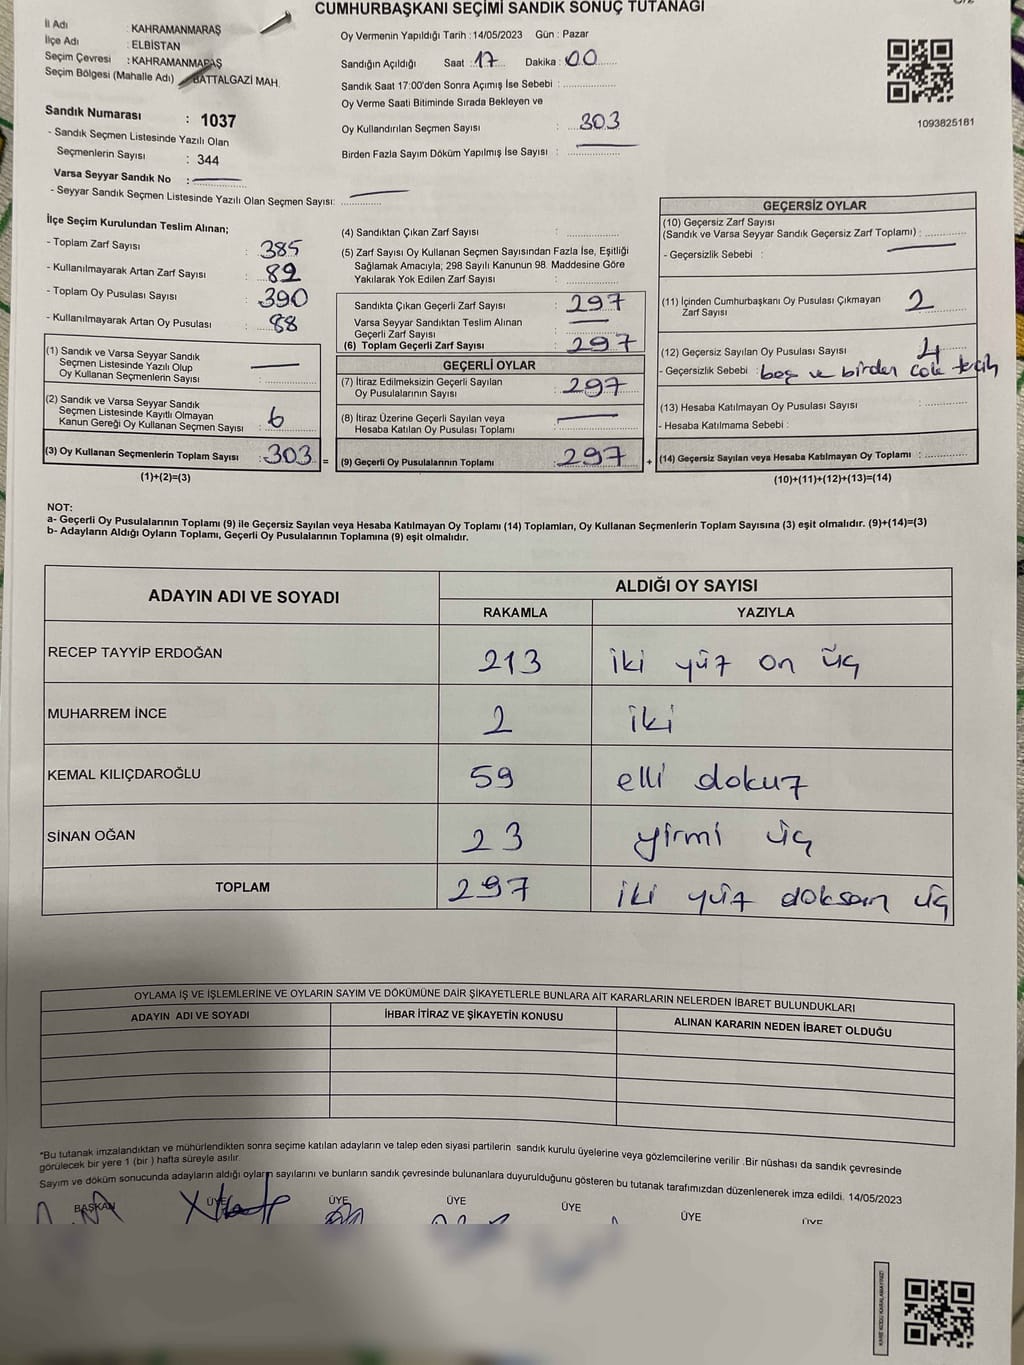 CUMHURBAŞKANI SEÇİMİ SANDIK SONUÇ TUTANAĞI
İl Adı : KAHRAMANMARAŞ
İlçe Adı : ELBİSTAN
Seçim Çevresi : KAHRAMANMARAŞ
Seçim Bölgesi (Mahalle Adı) BATTALGAZİ MAH.
Sandık Numarası : 1037
- Sandık Seçmen Listesinde Yazılı Olan
Seçmenlerin Sayısı : 344
Varsa Seyyar Sandık No :
- Seyyar Sandık Seçmen Listesinde Yazılı Olan Seçmen Sayısı:
Oy Vermenin Yapıldığı Tarih : 14/05/2023 Gün : Pazar
Sandığın Açıldığı Saat : 17 Dakika : 00
Sandık Saat 17:00'den Sonra Açımış İse Sebebi :
Oy Verme Saati Bitiminde Sırada Bekleyen ve
Oy Kullandırılan Seçmen Sayısı : 303
Birden Fazla Sayım Döküm Yapılmış İse Sayısı :
1093825181
İlçe Seçim Kurulundan Teslim Alınan;
- Toplam Zarf Sayısı : 385
- Kullanılmayarak Artan Zarf Sayısı : 89
- Toplam Oy Pusulası Sayısı : 390
- Kullanılmayarak Artan Oy Pusulası : 88
(1) Sandık ve Varsa Seyyar Sandık
Seçmen Listesinde Yazılı Olup
Oy Kullanan Seçmenlerin Sayısı :
(2) Sandık ve Varsa Seyyar Sandık
Seçmen Listesinde Kayıtlı Olmayan
Kanun Gereği Oy Kullanan Seçmen Sayısı : 6
(3) Oy Kullanan Seçmenlerin Toplam Sayısı : 303 =
(1)+(2)=(3)
(4) Sandıktan Çıkan Zarf Sayısı :
(5) Zarf Sayısı Oy Kullanan Seçmen Sayısından Fazla İse, Eşitliği
Sağlamak Amacıyla; 298 Sayılı Kanunun 98. Maddesine Göre
Yakılarak Yok Edilen Zarf Sayısı :
Sandıkta Çıkan Geçerli Zarf Sayısı : 297
Varsa Seyyar Sandıktan Teslim Alınan
Geçerli Zarf Sayısı :
(6) Toplam Geçerli Zarf Sayısı : 297
GEÇERLİ OYLAR
(7) İtiraz Edilmeksizin Geçerli Sayılan
Oy Pusulalarının Sayısı : 297
(8) İtiraz Üzerine Geçerli Sayılan veya
Hesaba Katılan Oy Pusulası Toplamı :
(9) Geçerli Oy Pusulalarının Toplamı : 297 +
GEÇERSİZ OYLAR
(10) Geçersiz Zarf Sayısı
(Sandık ve Varsa Seyyar Sandık Geçersiz Zarf Toplamı) :
- Geçersizlik Sebebi :
(11) İçinden Cumhurbaşkanı Oy Pusulası Çıkmayan
Zarf Sayısı : 2
(12) Geçersiz Sayılan Oy Pusulası Sayısı : 4
- Geçersizlik Sebebi : boş ve birden çok tecih
(13) Hesaba Katılmayan Oy Pusulası Sayısı :
- Hesaba Katılmama Sebebi :
(14) Geçersiz Sayılan veya Hesaba Katılmayan Oy Toplamı :
(10)+(11)+(12)+(13)=(14)
NOT:
a- Geçerli Oy Pusulalarının Toplamı (9) ile Geçersiz Sayılan veya Hesaba Katılmayan Oy Toplamı (14) Toplamları, Oy Kullanan Seçmenlerin Toplam Sayısına (3) eşit olmalıdır. (9)+(14)=(3)
b- Adayların Aldığı Oyların Toplamı, Geçerli Oy Pusulalarının Toplamına (9) eşit olmalıdır.
ADAYIN ADI VE SOYADI
ALDIĞI OY SAYISI
RAKAMLA YAZIYLA
RECEP TAYYİP ERDOĞAN 213 iki yüz on üç
MUHARREM İNCE 2 iki
KEMAL KILIÇDAROĞLU 59 elli dokuz
SİNAN OĞAN 23 yirmi üç
TOPLAM 297 iki yüz doksan üç
OYLAMA İŞ VE İŞLEMLERİNE VE OYLARIN SAYIM VE DÖKÜMÜNE DAİR ŞİKAYETLERLE BUNLARA AİT KARARLARIN NELERDEN İBARET BULUNDUKLARI
ADAYIN ADI VE SOYADI İHBAR İTİRAZ VE ŞİKAYETİN KONUSU ALINAN KARARIN NEDEN İBARET OLDUĞU
*Bu tutanak imzalandıktan ve mühürlendikten sonra seçime katılan adayların ve talep eden siyasi partilerin sandık kurulu üyelerine veya gözlemcilerine verilir .Bir nüshası da sandık çevresinde
görülecek bir yere 1 (bir ) hafta süreyle asılır.
Sayım ve döküm sonucunda adayların aldığı oyların sayılarını ve bunların sandık çevresinde bulunanlara duyurulduğunu gösteren bu tutanak tarafımızdan düzenlenerek imza edildi. 14/05/2023
BAŞKAN ÜYE ÜYE ÜYE ÜYE ÜYE ÜYE